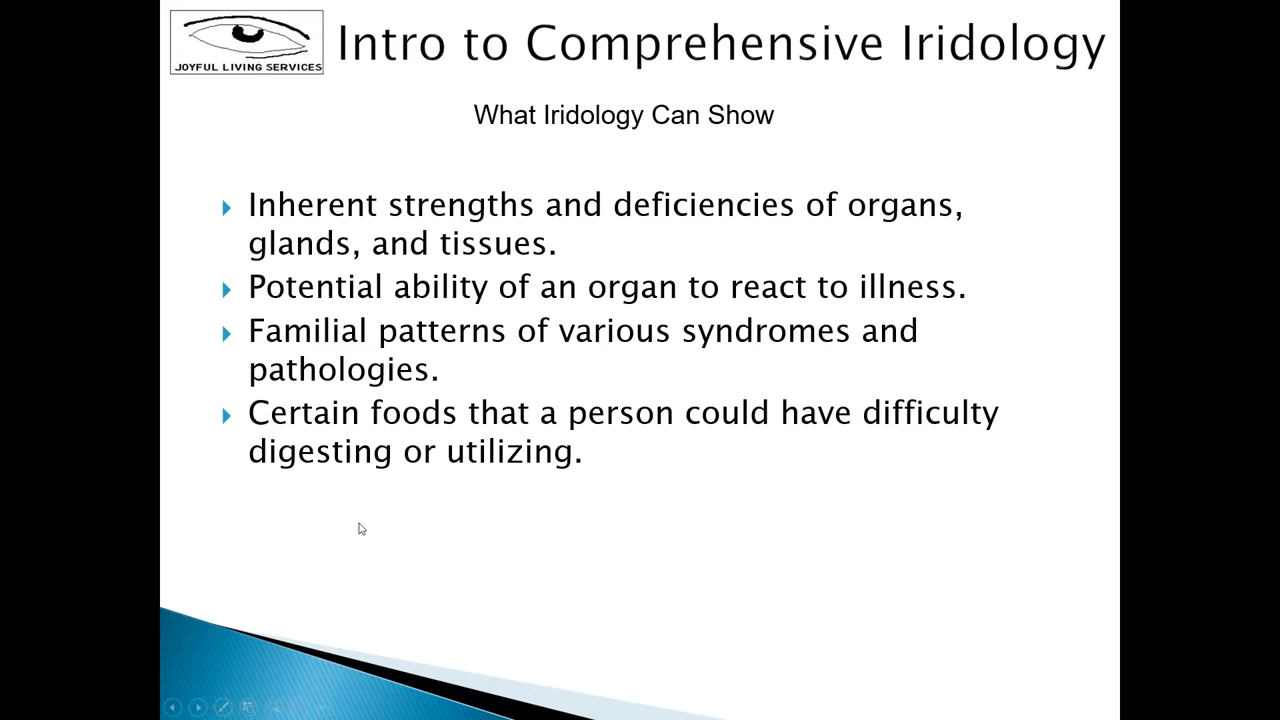 JOYFUL LIVING SERVICES
Intro to Comprehensive Iridology
What Iridology Can Show
Inherent strengths and deficiencies of organs,
glands, and tissues.
Potential ability of an organ to react to illness.
Familial patterns of various syndromes and
pathologies.
Certain foods that a person could have difficulty
digesting or utilizing.